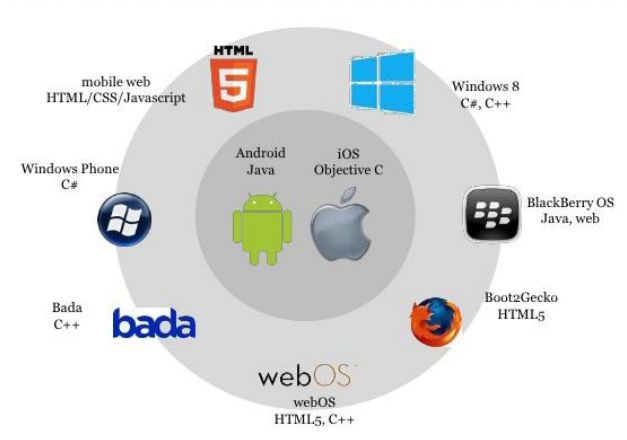 HTML
5
mobile web
HTML/CSS/Javascript
Windows 8
C#, C++
Android
Java
iOS
Objective C
Windows Phone
C#
BlackBerry OS
Java, web
Bada
C++
bada
Boot2Gecko
HTML5
webOS
webOS
HTML5, C++